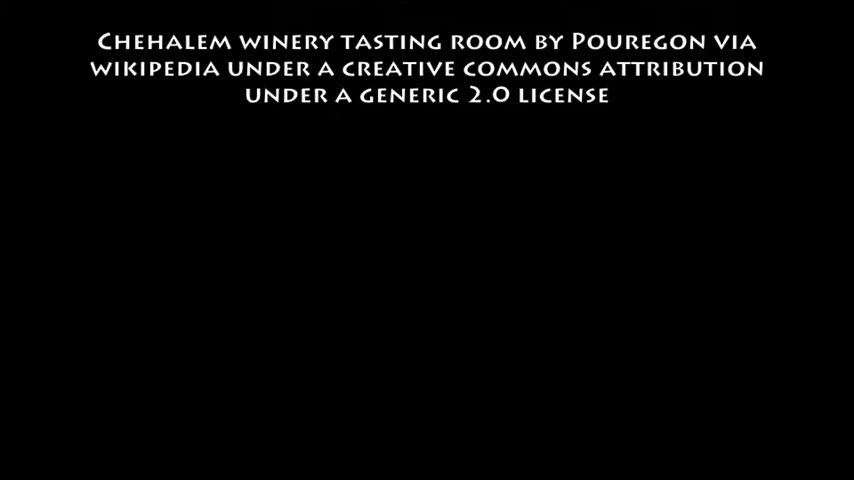 Chehalem winery tasting room by Pouregon via
wikipedia under a creative commons attribution
under a generic 2.0 license